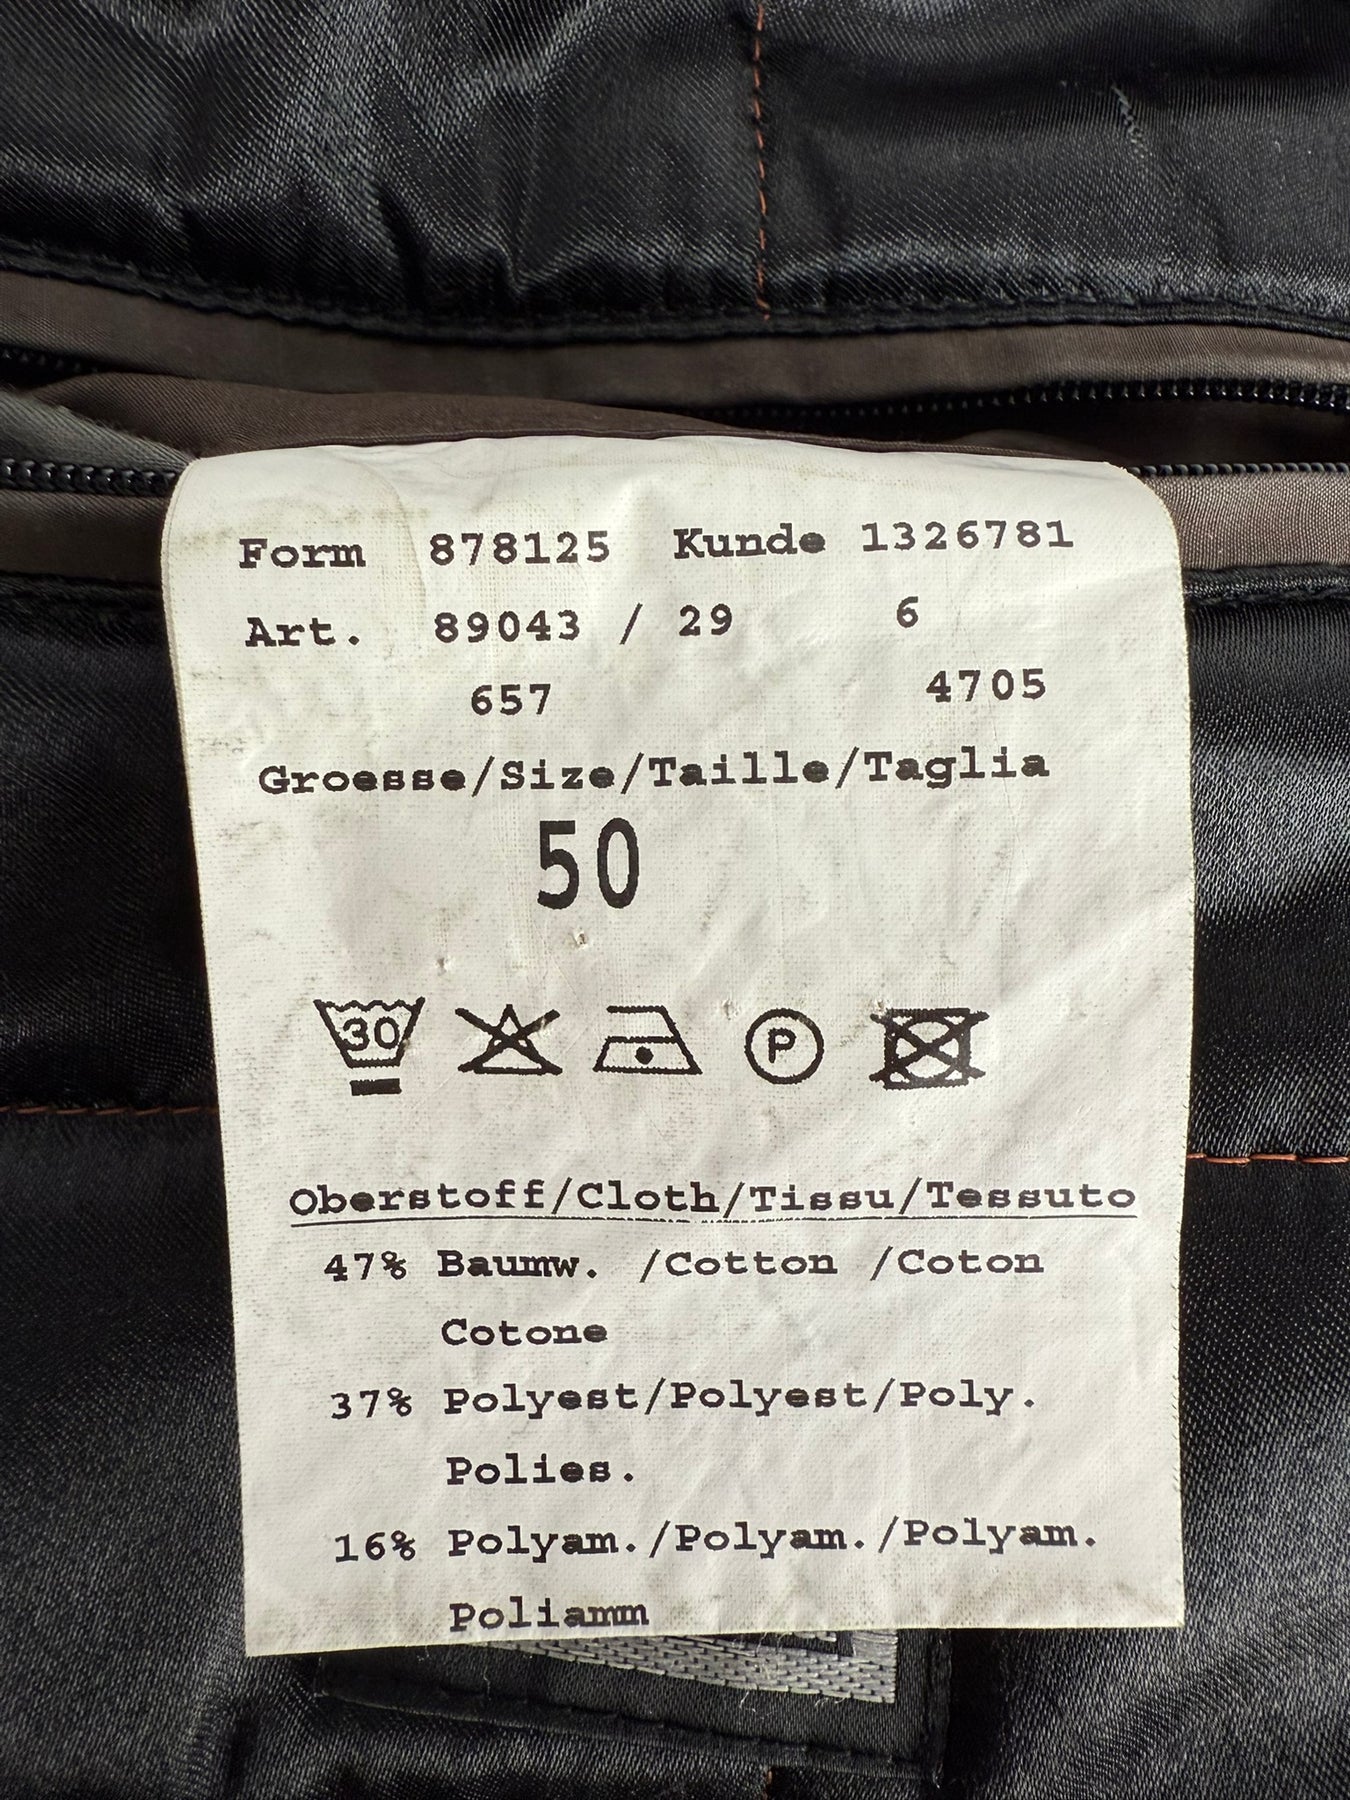 Form 878125 Kunde 1326781
Art. 89043 / 29 6
657 4705
Groesse/Size/Taille/Taglia
50
30 P
Oberstoff/Cloth/Tissu/Tessuto
47% Baumw. /Cotton /Coton
Cotone
37% Polyest/Polyest/Poly.
Polies.
16% Polyam./Polyam./Polyam.
Poliamm